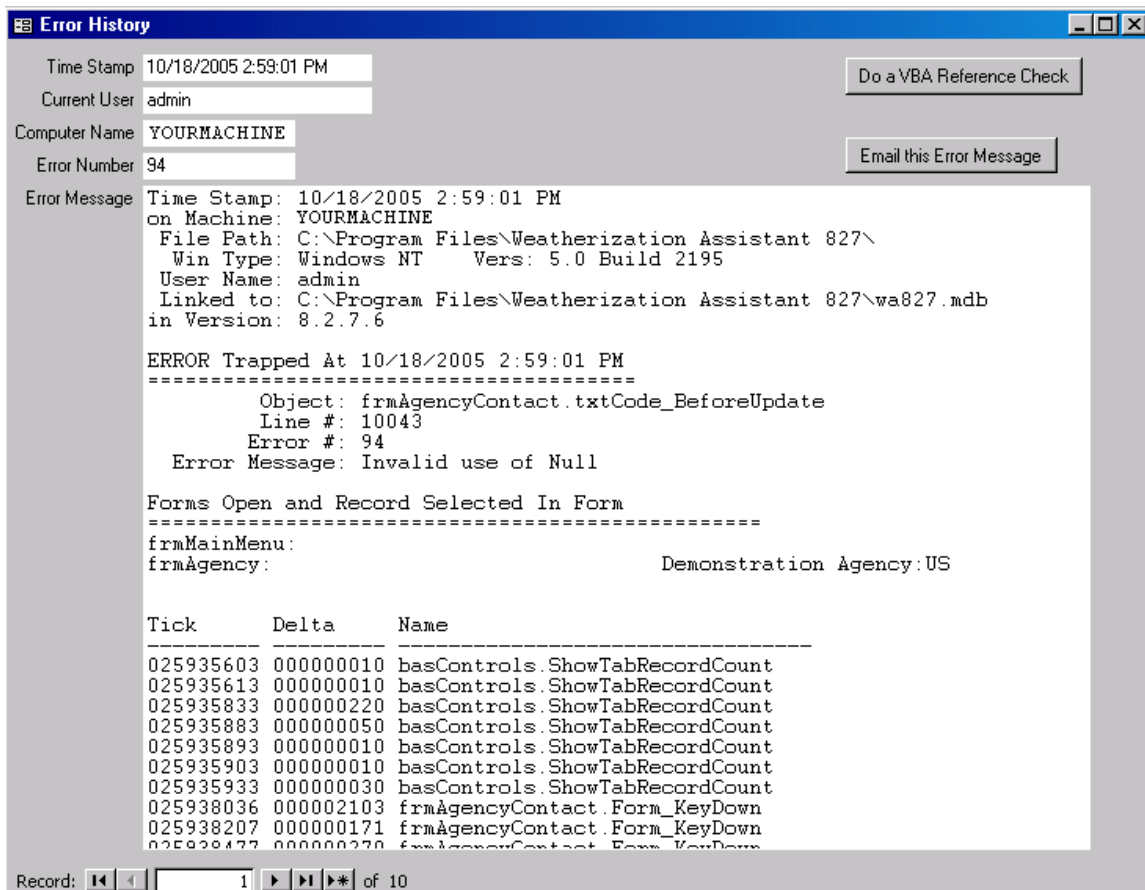 Error History
Time Stamp 10/18/2005 2:59:01 PM
Do a VBA Reference Check
Current User admin
Computer Name YOURMACHINE
Error Number 94
Email this Error Message
Error Message Time Stamp: 10/18/2005 2:59:01 PM
on Machine: YOURMACHINE
File Path: C:\Program Files\Weatherization Assistant 827\
Win Type: Windows NT Vers: 5.0 Build 2195
User Name: admin
Linked to: C:\Program Files\Weatherization Assistant 827\wa827.mdb
in Version: 8.2.7.6
ERROR Trapped At 10/18/2005 2:59:01 PM
=======================================
Object: frmAgencyContact.txtCode_BeforeUpdate
Line #: 10043
Error #: 94
Error Message: Invalid use of Null
Forms Open and Record Selected In Form
=================================================
frmMainMenu:
frmAgency: Demonstration Agency:US
Tick Delta Name
--------- --------- ---------------------------------
025935603 000000010 basControls.ShowTabRecordCount
025935613 000000010 basControls.ShowTabRecordCount
025935833 000000220 basControls.ShowTabRecordCount
025935883 000000050 basControls.ShowTabRecordCount
025935893 000000010 basControls.ShowTabRecordCount
025935903 000000010 basControls.ShowTabRecordCount
025935933 000000030 basControls.ShowTabRecordCount
025938036 000002103 frmAgencyContact.Form_KeyDown
025938207 000000171 frmAgencyContact.Form_KeyDown
025938477 000000270 frmAgencyContact.Form_KeyDown
Record: 1 of 10